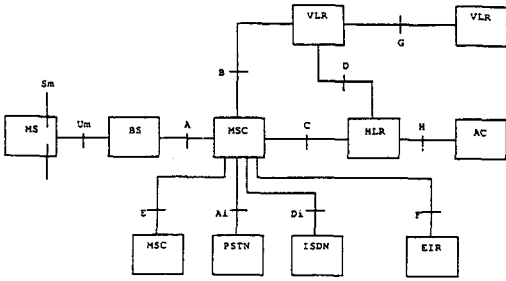 VLR
VLR
G
D
B
Sm
MS
Um
BS
A
MSC
C
HLR
H
AC
E
Ai
Di
F
MSC
PSTN
ISDN
EIR